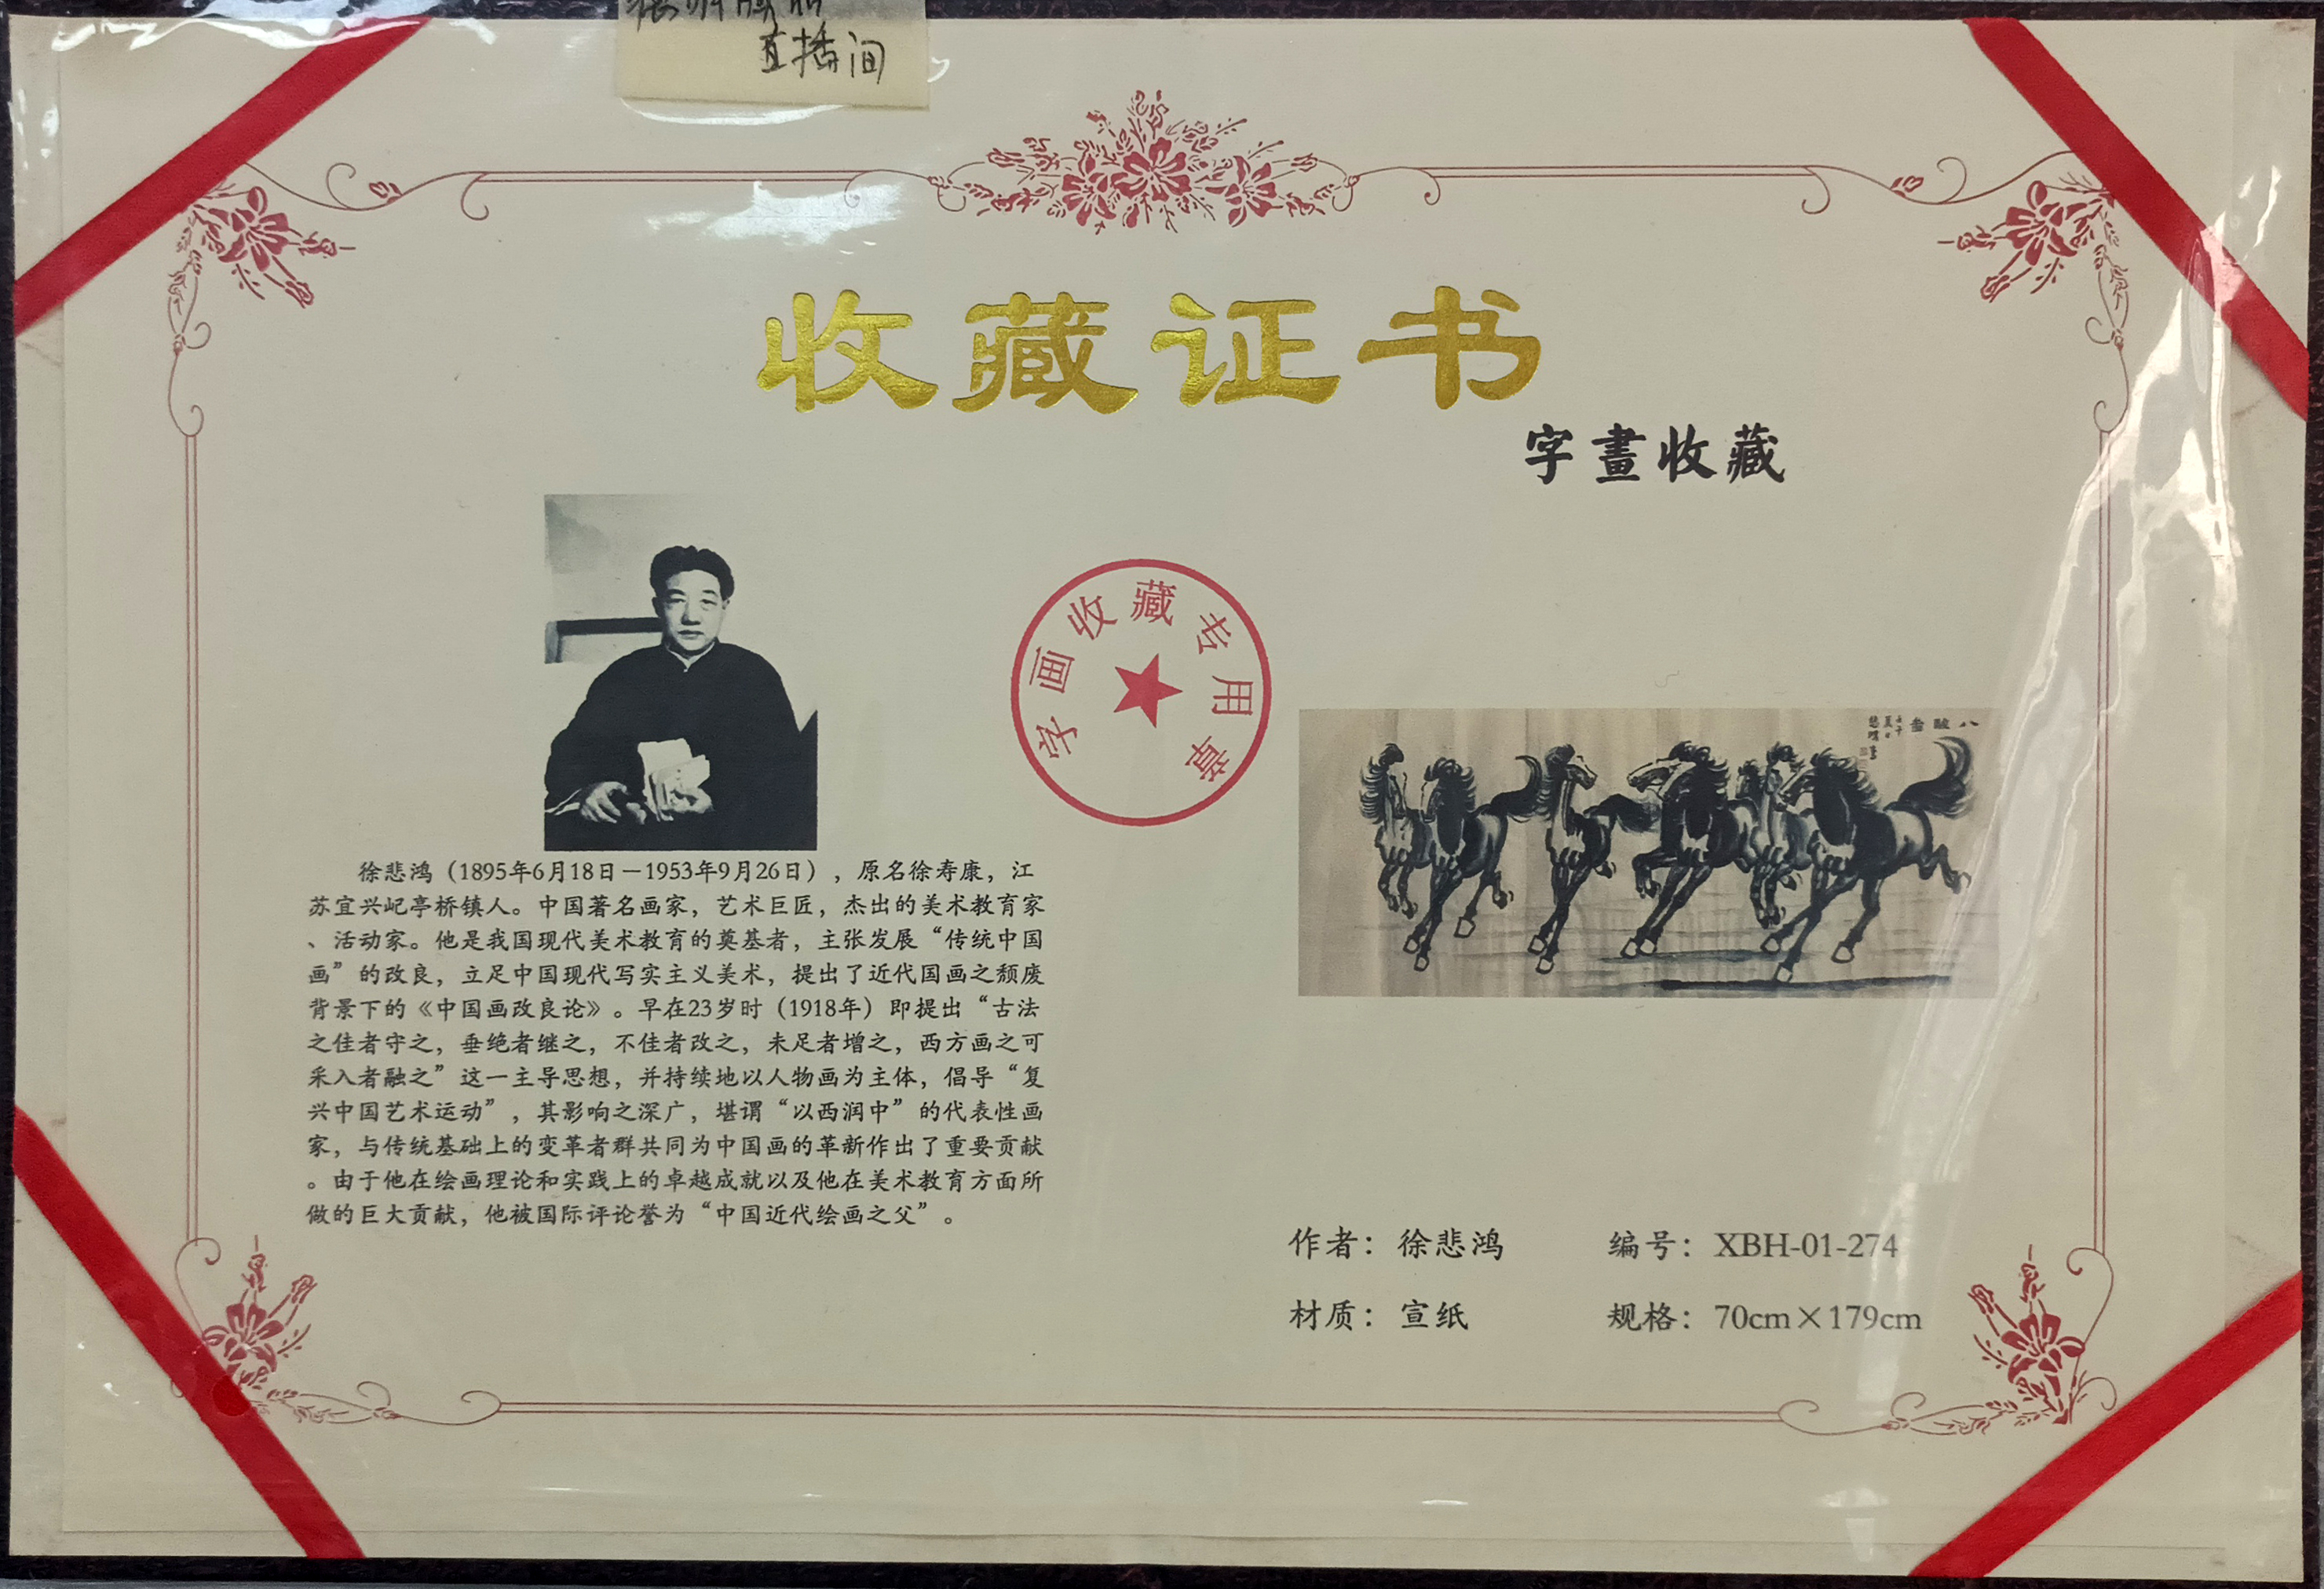 直播间
收藏证书
字畫收藏
字画收藏专用章
八駿圖
徐悲鸿（1895年6月18日－1953年9月26日），原名徐寿康，江
苏宜兴屺亭桥镇人。中国著名画家，艺术巨匠，杰出的美术教育家
、活动家。他是我国现代美术教育的奠基者，主张发展“传统中国
画”的改良，立足中国现代写实主义美术，提出了近代国画之颓废
背景下的《中国画改良论》。早在23岁时（1918年）即提出“古法
之佳者守之，垂绝者继之，不佳者改之，未足者增之，西方画之可
采入者融之”这一主导思想，并持续地以人物画为主体，倡导“复
兴中国艺术运动”，其影响之深广，堪谓“以西润中”的代表性画
家，与传统基础上的变革者群共同为中国画的革新作出了重要贡献
。由于他在绘画理论和实践上的卓越成就以及他在美术教育方面所
做的巨大贡献，他被国际评论誉为“中国近代绘画之父”。
作者：徐悲鸿 编号：XBH-01-274
材质：宣纸 规格：70cm×179cm